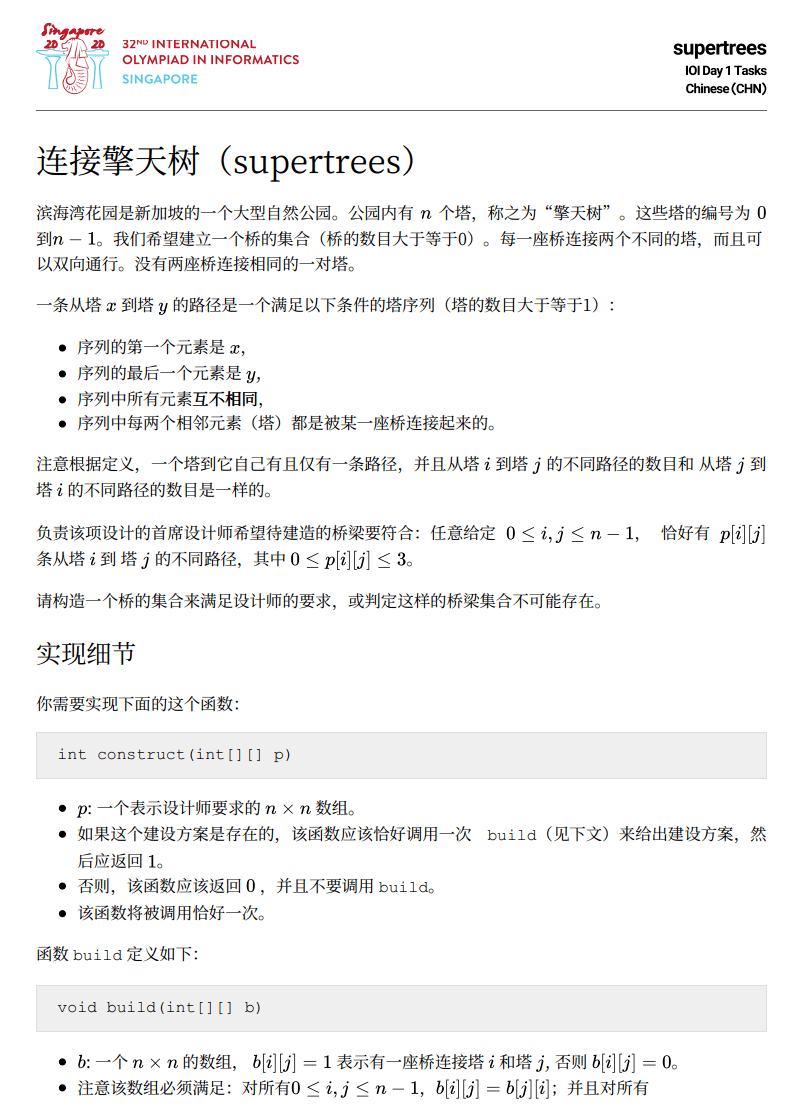 Singapore
20 20
32ND INTERNATIONAL
OLYMPIAD IN INFORMATICS
SINGAPORE
supertrees
IOI Day 1 Tasks
Chinese (CHN)
连接擎天树（supertrees）
滨海湾花园是新加坡的一个大型自然公园。公园内有 n 个塔，称之为“擎天树”。这些塔的编号为 0
到n − 1。我们希望建立一个桥的集合（桥的数目大于等于0）。每一座桥连接两个不同的塔，而且可
以双向通行。没有两座桥连接相同的一对塔。
一条从塔 x 到塔 y 的路径是一个满足以下条件的塔序列（塔的数目大于等于1）：
• 序列的第一个元素是 x，
• 序列的最后一个元素是 y，
• 序列中所有元素互不相同，
• 序列中每两个相邻元素（塔）都是被某一座桥连接起来的。
注意根据定义，一个塔到它自己有且仅有一条路径，并且从塔 i 到塔 j 的不同路径的数目和 从塔 j 到
塔 i 的不同路径的数目是一样的。
负责该项设计的首席设计师希望待建造的桥梁要符合：任意给定 0 ≤ i, j ≤ n − 1， 恰好有 p[i][j]
条从塔 i 到 塔 j 的不同路径，其中 0 ≤ p[i][j] ≤ 3。
请构造一个桥的集合来满足设计师的要求，或判定这样的桥梁集合不可能存在。
实现细节
你需要实现下面的这个函数：
int construct(int[][] p)
• p: 一个表示设计师要求的 n × n 数组。
• 如果这个建设方案是存在的，该函数应该恰好调用一次 build（见下文）来给出建设方案，然
后应返回 1。
• 否则，该函数应该返回 0 ，并且不要调用 build。
• 该函数将被调用恰好一次。
函数 build 定义如下：
void build(int[][] b)
• b: 一个 n × n 的数组， b[i][j] = 1 表示有一座桥连接塔 i 和塔 j, 否则 b[i][j] = 0。
• 注意该数组必须满足：对所有0 ≤ i, j ≤ n − 1，b[i][j] = b[j][i]；并且对所有